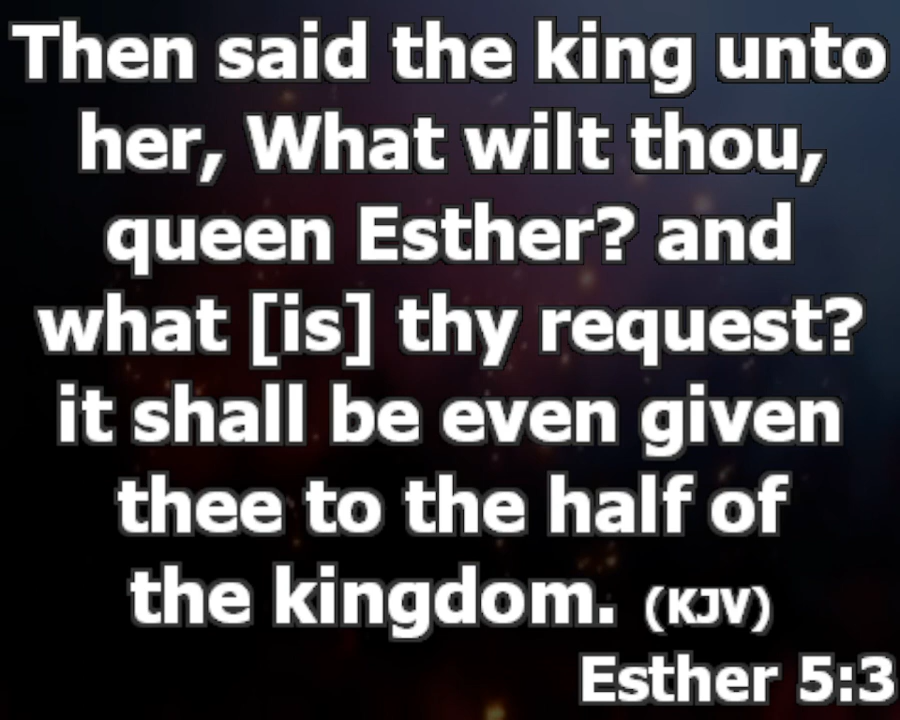 Then said the king unto
her, What wilt thou,
queen Esther? and
what [is] thy request?
it shall be even given
thee to the half of
the kingdom. (KJV)
Esther 5:3